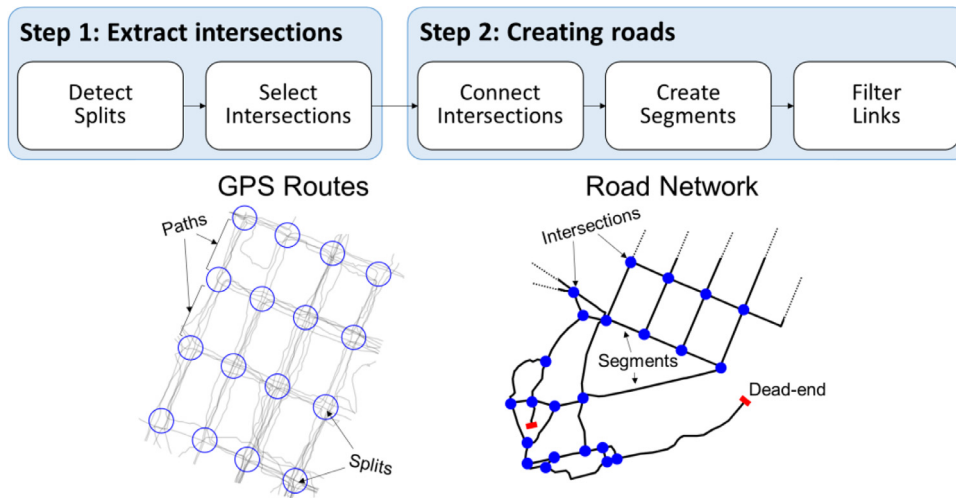 Step 1: Extract intersections
Detect
Splits
Select
Intersections
Step 2: Creating roads
Connect
Intersections
Create
Segments
Filter
Links
GPS Routes
Paths
Splits
Road Network
Intersections
Segments
Dead-end